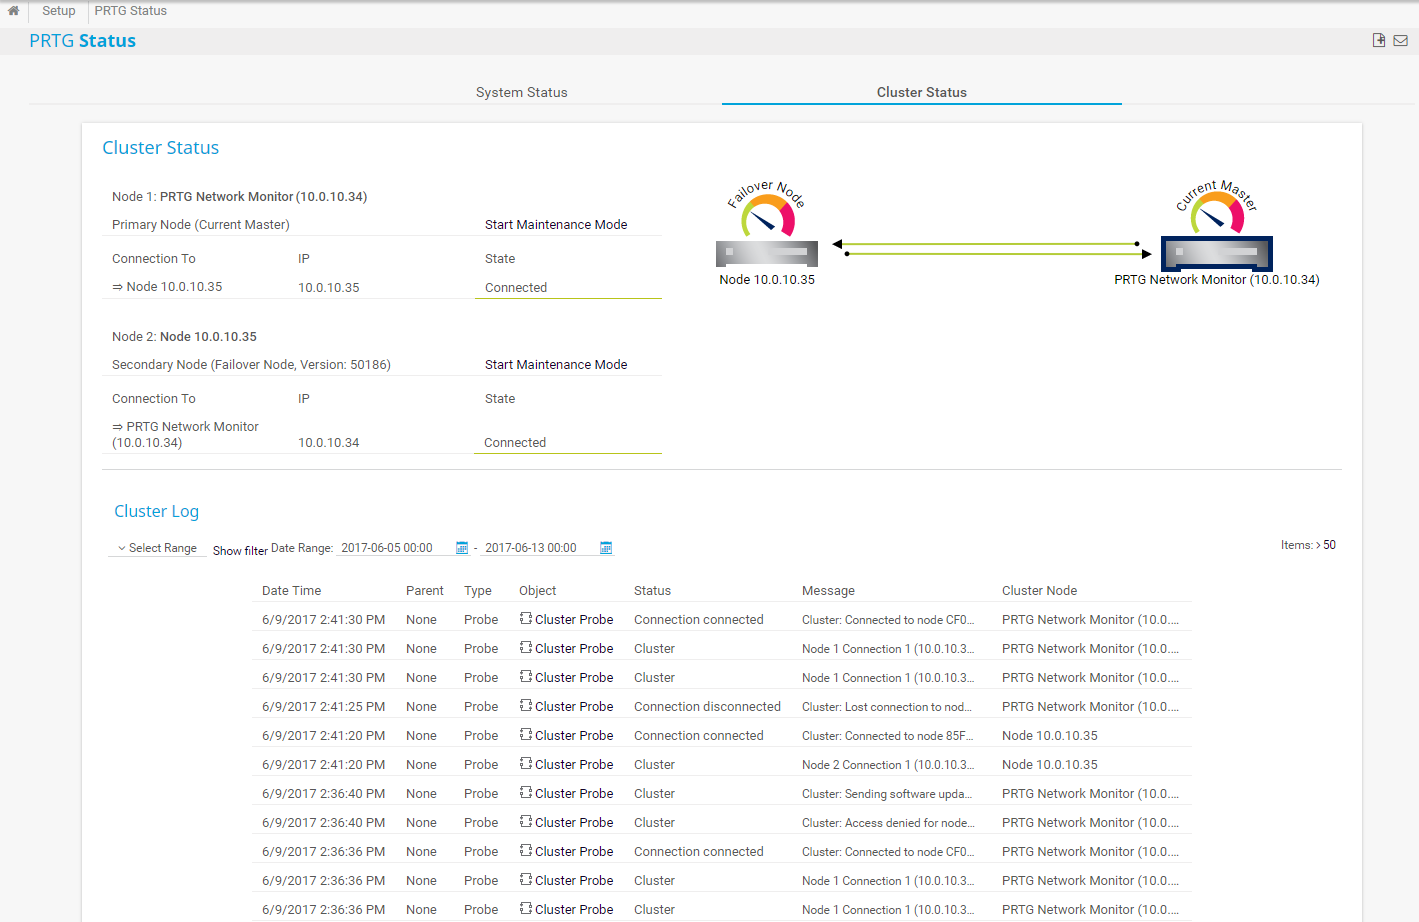 Setup PRTG Status
PRTG Status
System Status Cluster Status
Cluster Status
Node 1: PRTG Network Monitor (10.0.10.34)
Primary Node (Current Master) Start Maintenance Mode
Connection To IP State
⇒ Node 10.0.10.35 10.0.10.35 Connected
Node 2: Node 10.0.10.35
Secondary Node (Failover Node, Version: 50186) Start Maintenance Mode
Connection To IP State
⇒ PRTG Network Monitor
(10.0.10.34) 10.0.10.34 Connected
Failover Node
Node 10.0.10.35
Current Master
PRTG Network Monitor (10.0.10.34)
Cluster Log
Select Range Show filter Date Range: 2017-06-05 00:00 - 2017-06-13 00:00 Items: > 50
Date Time Parent Type Object Status Message Cluster Node
6/9/2017 2:41:30 PM None Probe Cluster Probe Connection connected Cluster: Connected to node CF0... PRTG Network Monitor (10.0....
6/9/2017 2:41:30 PM None Probe Cluster Probe Cluster Node 1 Connection 1 (10.0.10.3... PRTG Network Monitor (10.0....
6/9/2017 2:41:30 PM None Probe Cluster Probe Cluster Node 1 Connection 1 (10.0.10.3... PRTG Network Monitor (10.0....
6/9/2017 2:41:25 PM None Probe Cluster Probe Connection disconnected Cluster: Lost connection to nod... PRTG Network Monitor (10.0....
6/9/2017 2:41:20 PM None Probe Cluster Probe Connection connected Cluster: Connected to node 85F... Node 10.0.10.35
6/9/2017 2:41:20 PM None Probe Cluster Probe Cluster Node 2 Connection 1 (10.0.10.3... Node 10.0.10.35
6/9/2017 2:36:40 PM None Probe Cluster Probe Cluster Cluster: Sending software upda... PRTG Network Monitor (10.0....
6/9/2017 2:36:40 PM None Probe Cluster Probe Cluster Cluster: Access denied for node... PRTG Network Monitor (10.0....
6/9/2017 2:36:36 PM None Probe Cluster Probe Connection connected Cluster: Connected to node CF0... PRTG Network Monitor (10.0....
6/9/2017 2:36:36 PM None Probe Cluster Probe Cluster Node 1 Connection 1 (10.0.10.3... PRTG Network Monitor (10.0....
6/9/2017 2:36:36 PM None Probe Cluster Probe Cluster Node 1 Connection 1 (10.0.10.3... PRTG Network Monitor (10.0....